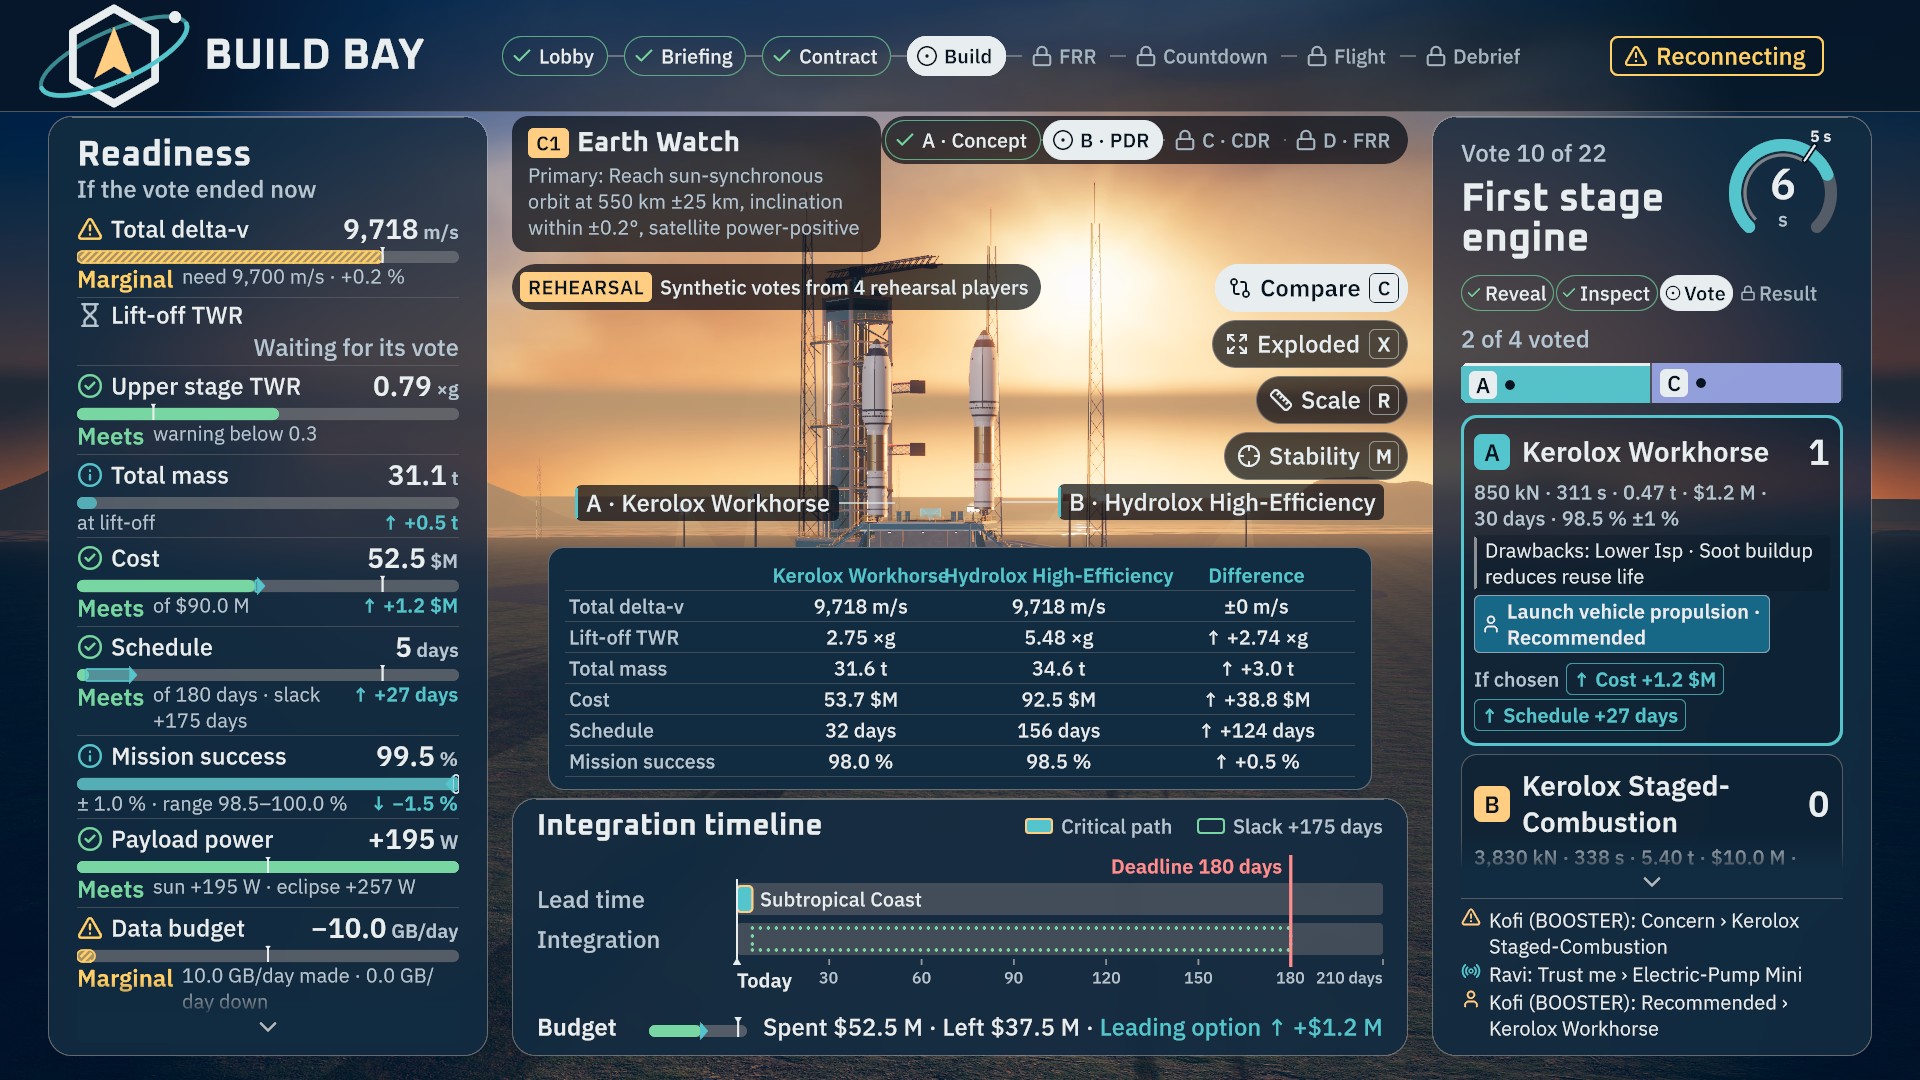 BUILD BAY
Lobby
Briefing
Contract
Build
FRR
Countdown
Flight
Debrief
Reconnecting
Readiness
If the vote ended now
Total delta-v 9,718 m/s
Marginal need 9,700 m/s · +0.2 %
Lift-off TWR
Waiting for its vote
Upper stage TWR 0.79 ×g
Meets warning below 0.3
Total mass 31.1 t
at lift-off ↑ +0.5 t
Cost 52.5 $M
Meets of $90.0 M ↑ +1.2 $M
Schedule 5 days
Meets of 180 days · slack ↑ +27 days
+175 days
Mission success 99.5 %
± 1.0 % · range 98.5–100.0 % ↓ −1.5 %
Payload power +195 W
Meets sun +195 W · eclipse +257 W
Data budget −10.0 GB/day
Marginal 10.0 GB/day made · 0.0 GB/
day down
C1 Earth Watch
Primary: Reach sun-synchronous
orbit at 550 km ±25 km, inclination
within ±0.2°, satellite power-positive
A · Concept
B · PDR
C · CDR
D · FRR
REHEARSAL Synthetic votes from 4 rehearsal players
Compare C
Exploded X
Scale R
Stability M
A · Kerolox Workhorse
B · Hydrolox High-Efficiency
Kerolox Workhorse Hydrolox High-Efficiency Difference
Total delta-v 9,718 m/s 9,718 m/s ±0 m/s
Lift-off TWR 2.75 ×g 5.48 ×g ↑ +2.74 ×g
Total mass 31.6 t 34.6 t ↑ +3.0 t
Cost 53.7 $M 92.5 $M ↑ +38.8 $M
Schedule 32 days 156 days ↑ +124 days
Mission success 98.0 % 98.5 % ↑ +0.5 %
Integration timeline
Critical path
Slack +175 days
Deadline 180 days
Lead time Subtropical Coast
Integration
Today 30 60 90 120 150 180 210 days
Budget Spent $52.5 M · Left $37.5 M · Leading option ↑ +$1.2 M
Vote 10 of 22
First stage
engine
5 s
6
s
Reveal
Inspect
Vote
Result
2 of 4 voted
A
C
A Kerolox Workhorse 1
850 kN · 311 s · 0.47 t · $1.2 M ·
30 days · 98.5 % ±1 %
Drawbacks: Lower Isp · Soot buildup
reduces reuse life
Launch vehicle propulsion ·
Recommended
If chosen ↑ Cost +1.2 $M
↑ Schedule +27 days
B Kerolox Staged-
Combustion 0
3,830 kN · 338 s · 5.40 t · $10.0 M ·
Kofi (BOOSTER): Concern › Kerolox
Staged-Combustion
Ravi: Trust me › Electric-Pump Mini
Kofi (BOOSTER): Recommended ›
Kerolox Workhorse